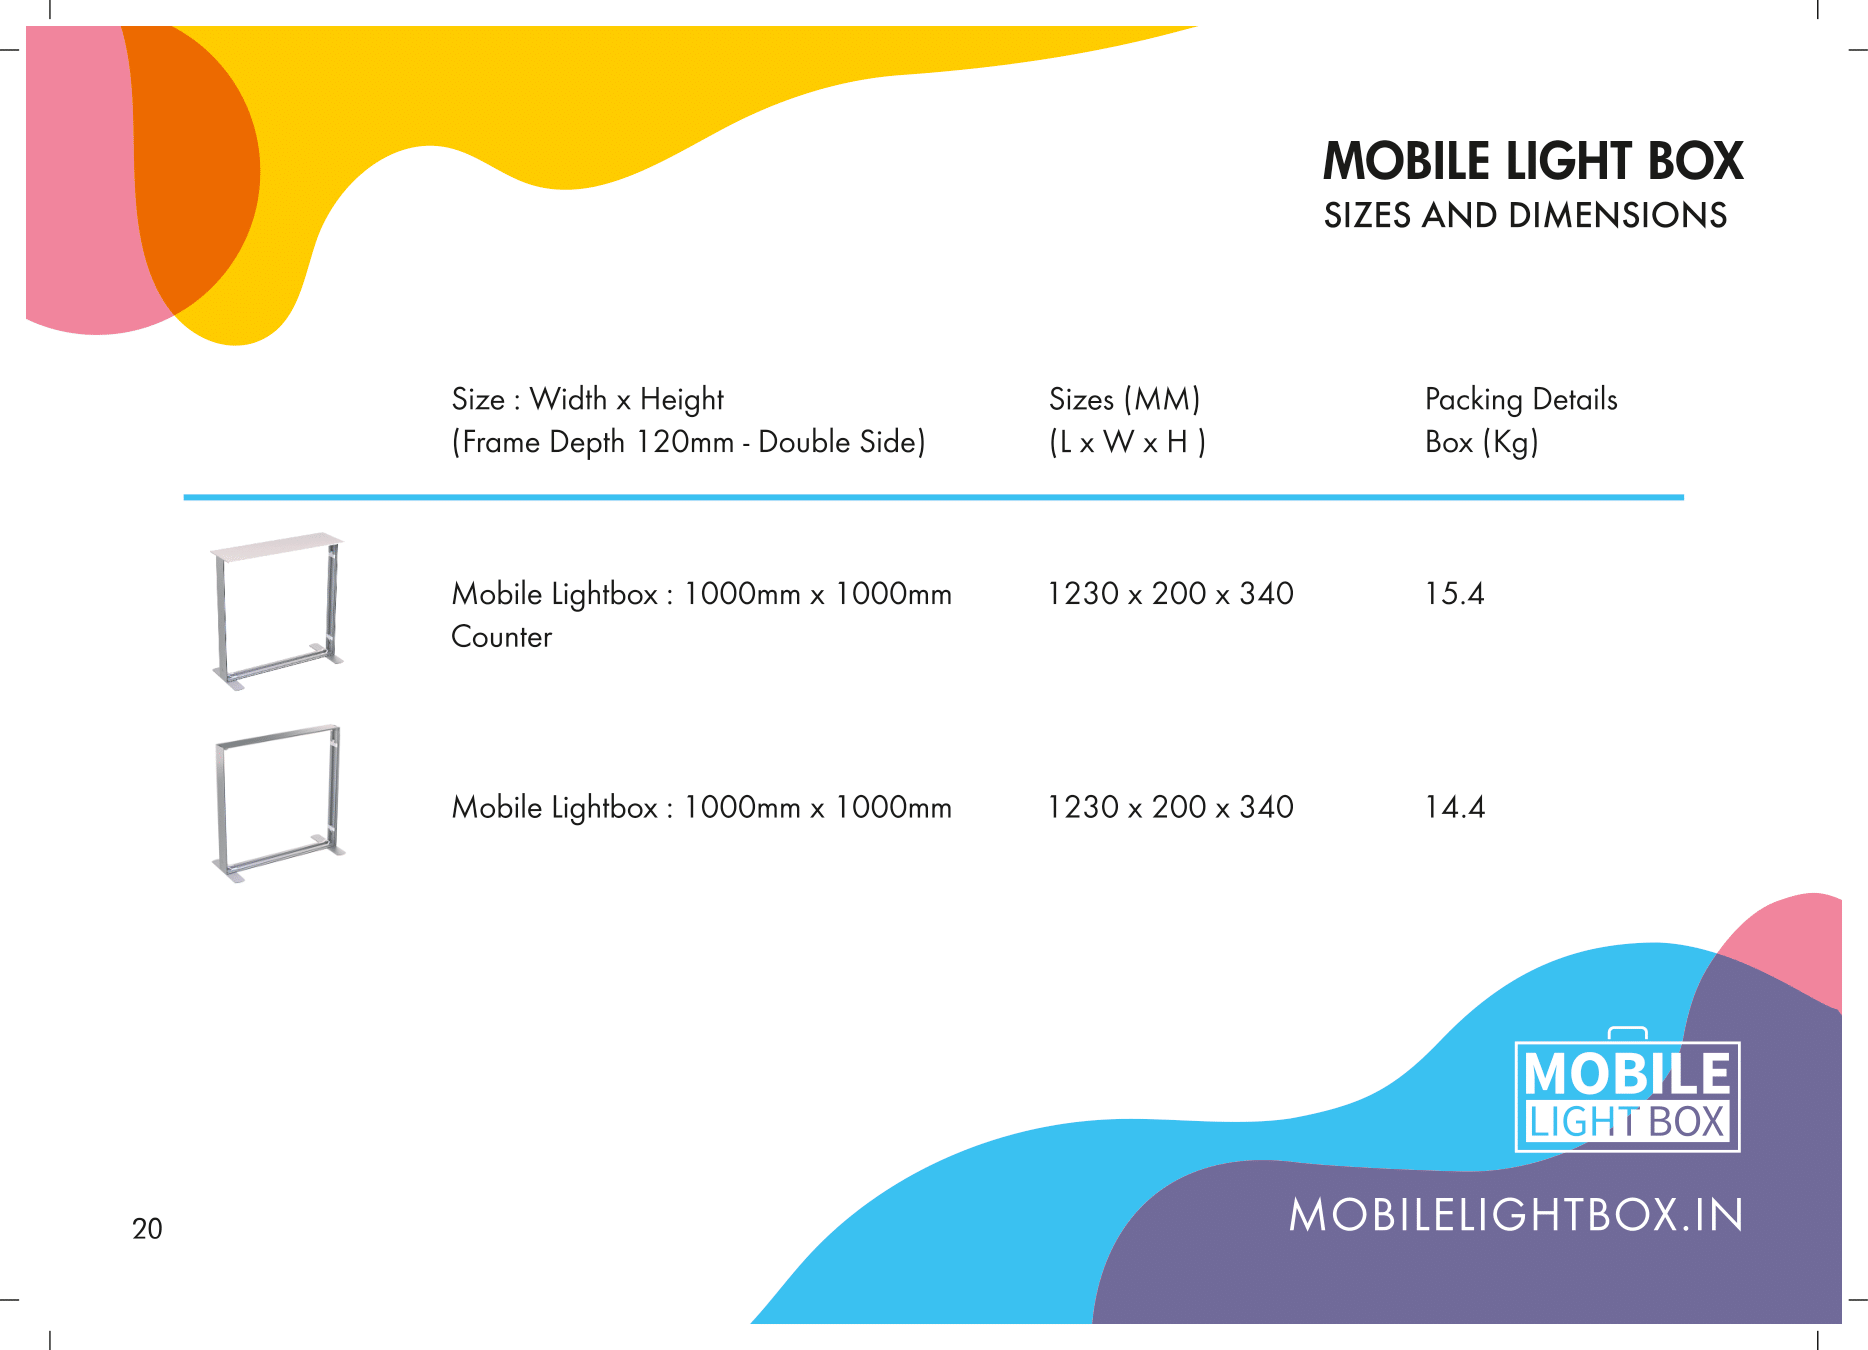 MOBILE LIGHT BOX
SIZES AND DIMENSIONS
Size : Width x Height
(Frame Depth 120mm - Double Side)
Sizes (MM)
(L x W x H )
Packing Details
Box (Kg)
Mobile Lightbox : 1000mm x 1000mm
Counter
1230 x 200 x 340
15.4
Mobile Lightbox : 1000mm x 1000mm
1230 x 200 x 340
14.4
MOBILE
LIGHT BOX
MOBILELIGHTBOX.IN
20